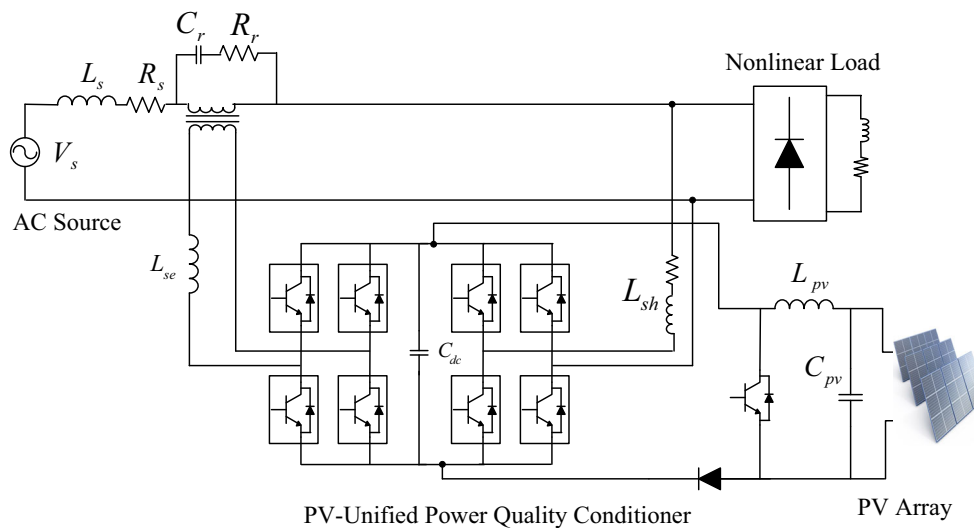 C_r
R_r
L_s
R_s
Nonlinear Load
V_s
AC Source
L_se
L_sh
L_pv
C_dc
C_pv
PV-Unified Power Quality Conditioner
PV Array